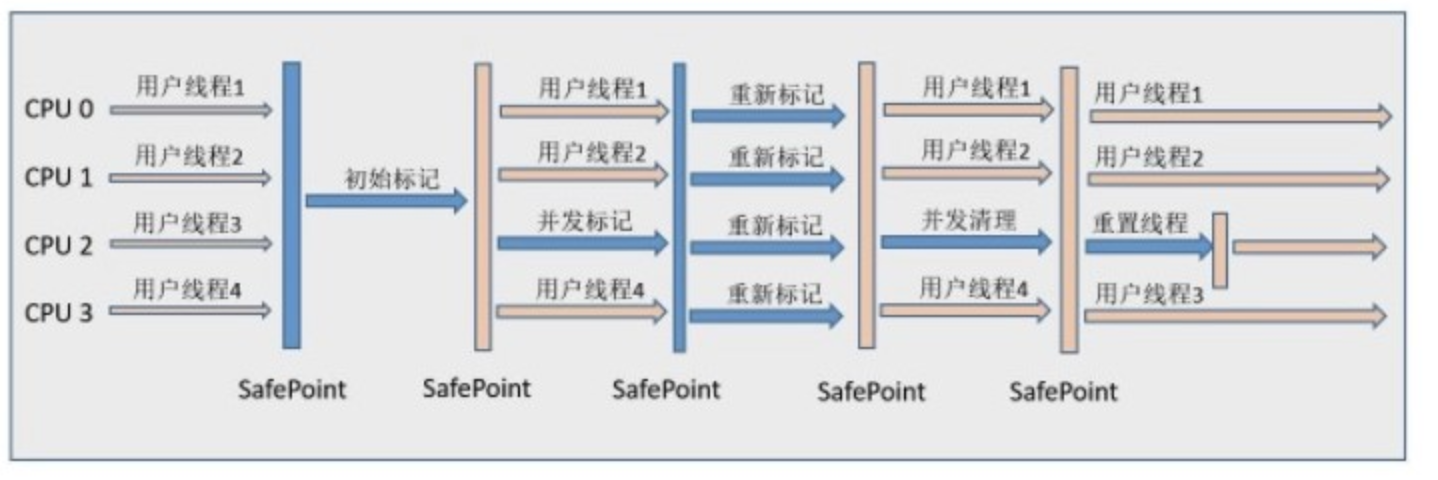 用户线程1 用户线程1 重新标记 用户线程1 用户线程1
CPU 0
用户线程2 用户线程2 重新标记 用户线程2 用户线程2
CPU 1
初始标记
用户线程3 并发标记 重新标记 并发清理 重置线程
CPU 2
用户线程4 用户线程4 重新标记 用户线程4 用户线程3
CPU 3
SafePoint SafePoint SafePoint SafePoint SafePoint